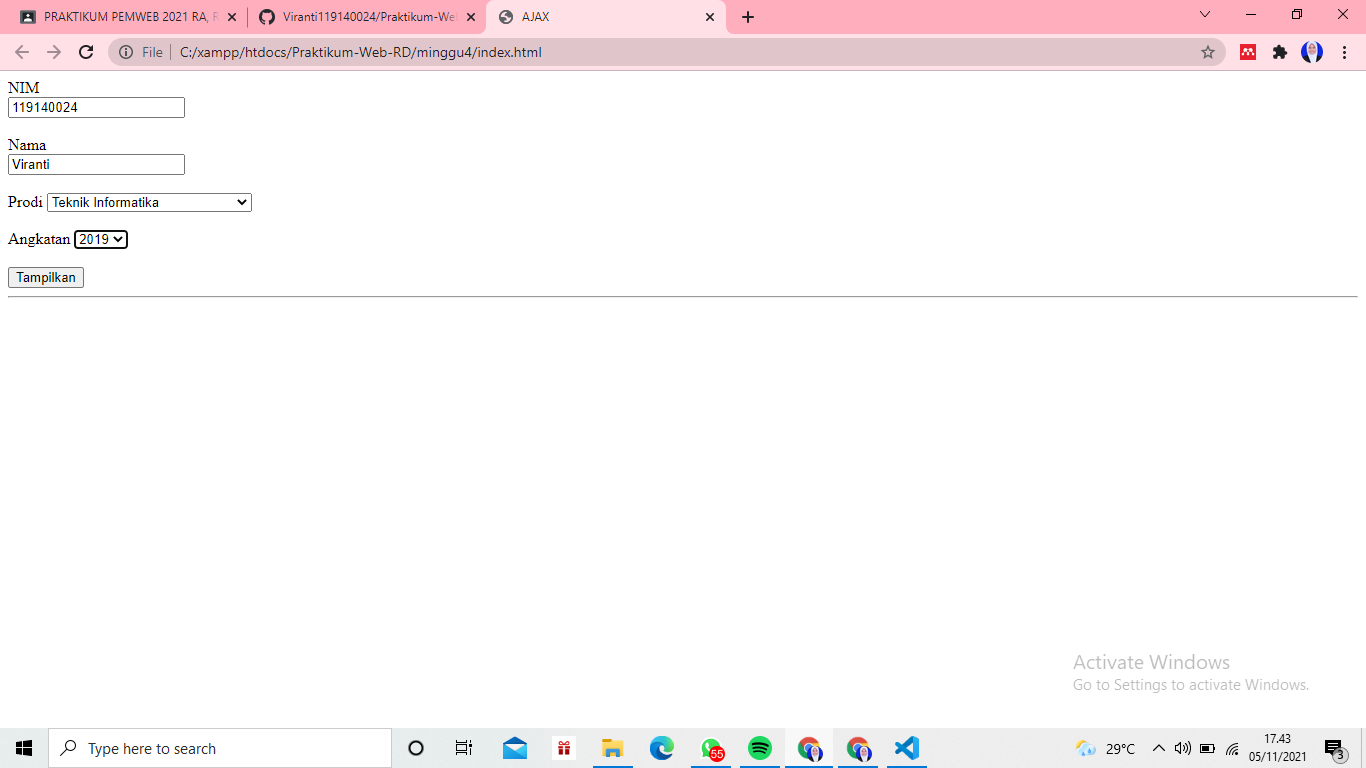 PRAKTIKUM PEMWEB 2021 RA, R
Viranti119140024/Praktikum-We
AJAX
File
C:/xampp/htdocs/Praktikum-Web-RD/minggu4/index.html
NIM
119140024
Nama
Viranti
Prodi Teknik Informatika
Angkatan 2019
Tampilkan
Activate Windows
Go to Settings to activate Windows.
Type here to search
55
29°C
17.43
05/11/2021
3